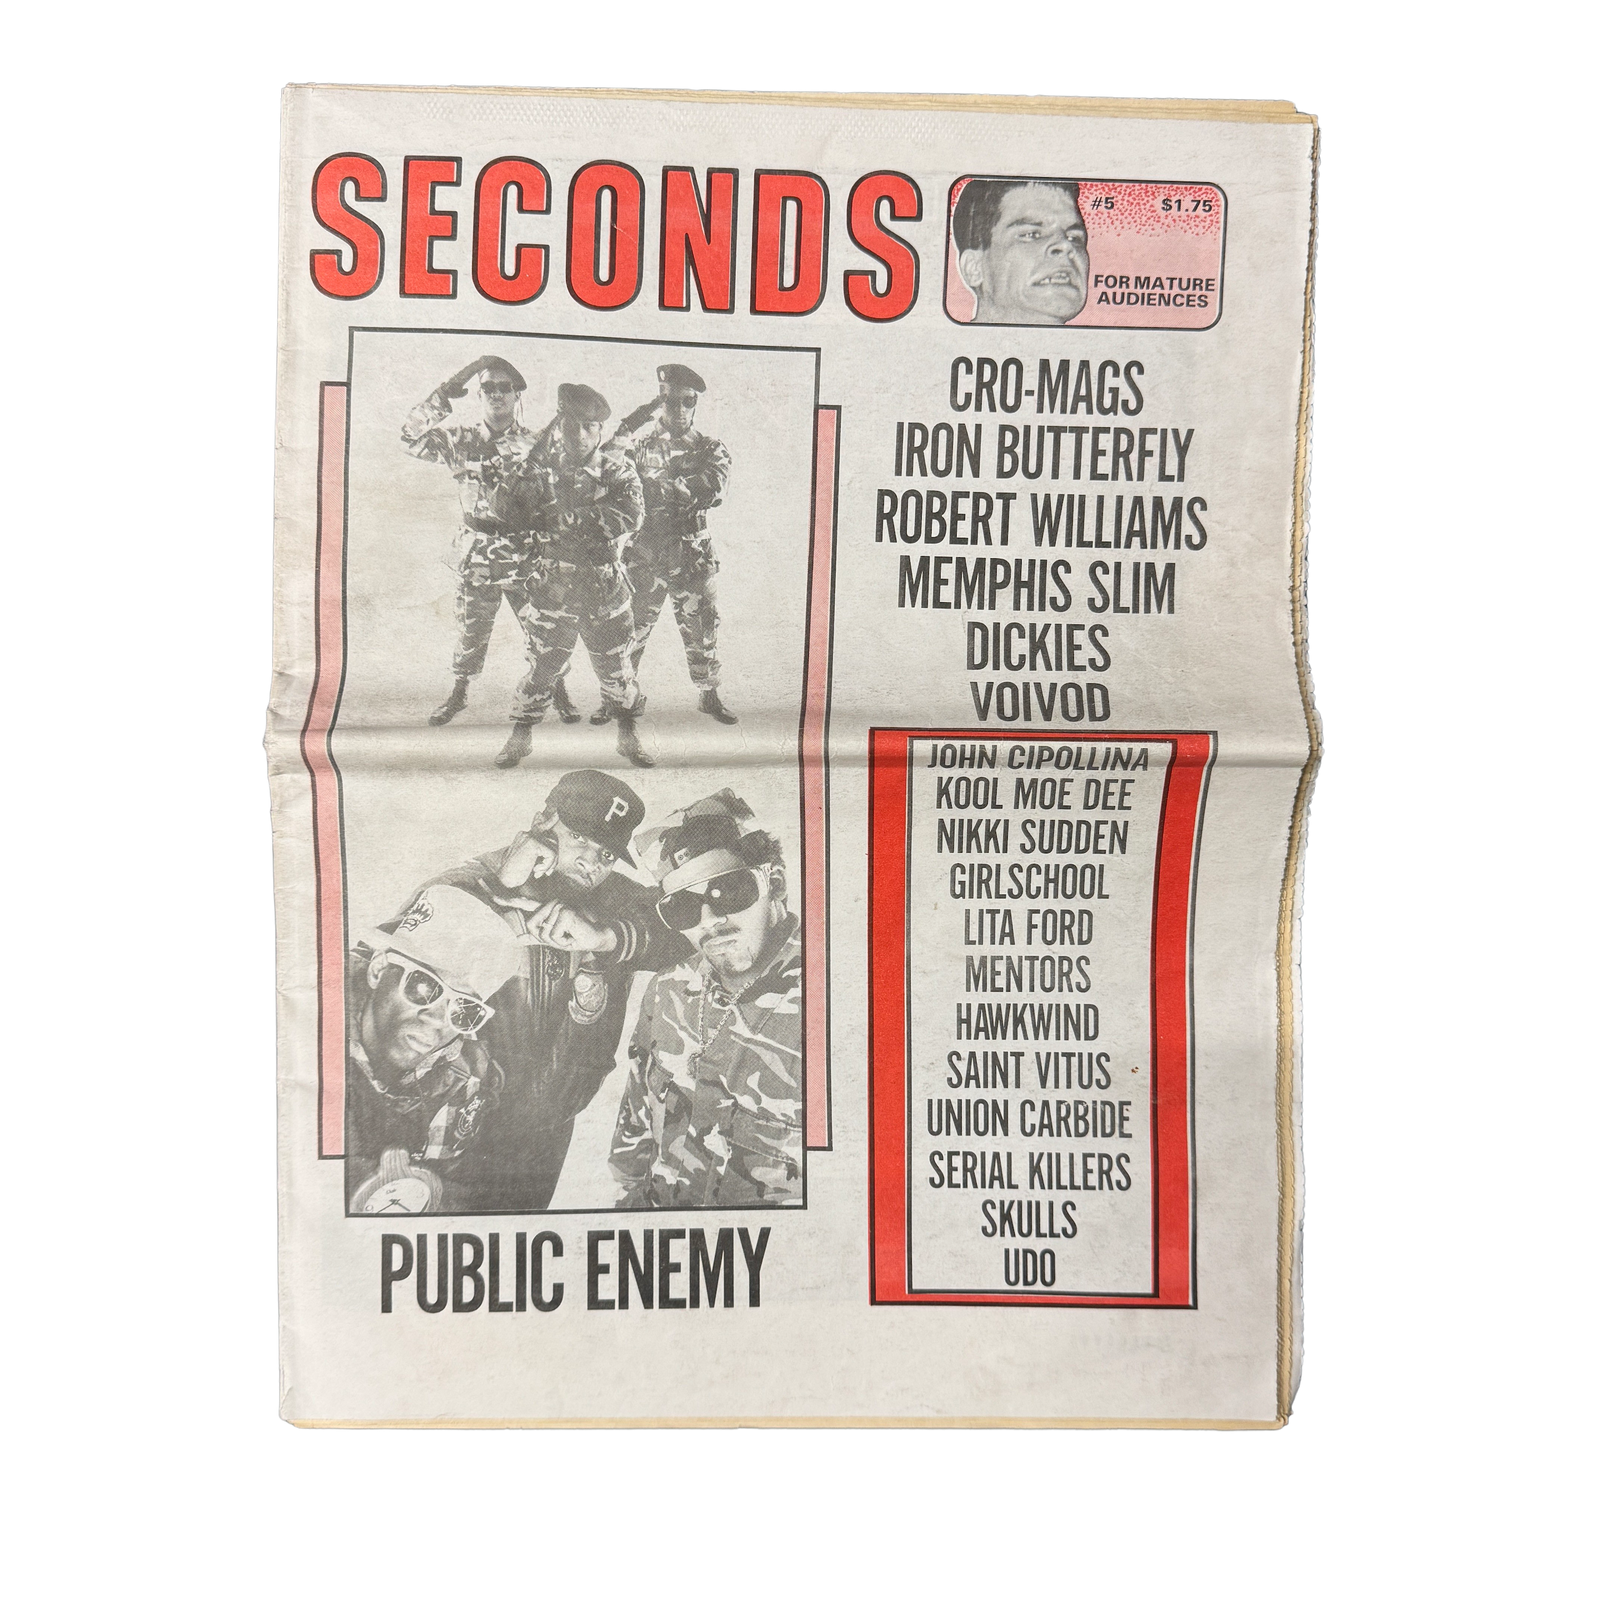 SECONDS
#5 $1.75
FOR MATURE
AUDIENCES
CRO-MAGS
IRON BUTTERFLY
ROBERT WILLIAMS
MEMPHIS SLIM
DICKIES
VOIVOD
JOHN CIPOLLINA
KOOL MOE DEE
NIKKI SUDDEN
GIRLSCHOOL
LITA FORD
MENTORS
HAWKWIND
SAINT VITUS
UNION CARBIDE
SERIAL KILLERS
SKULLS
UDO
P
PUBLIC ENEMY